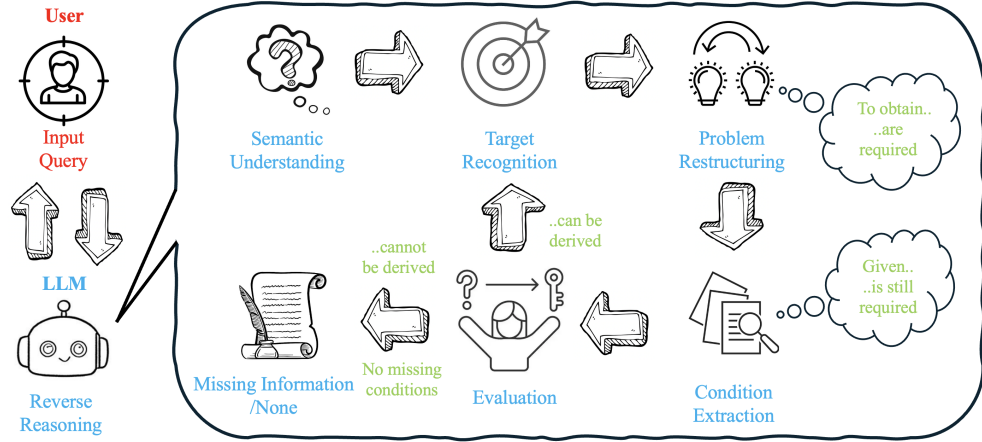 User
Input
Query
LLM
Reverse
Reasoning
Semantic
Understanding
Target
Recognition
Problem
Restructuring
To obtain..
..are
required
..cannot
be derived
..can be
derived
Given..
..is still
required
Missing Information
/None
No missing
conditions
Evaluation
Condition
Extraction